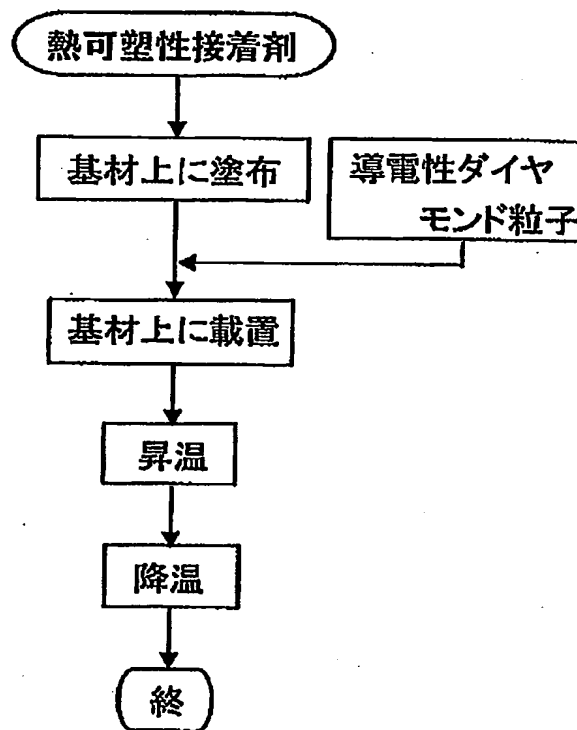 熱可塑性接着剤
基材上に塗布
導電性ダイヤ
モンド粒子
基材上に載置
昇温
降温
終